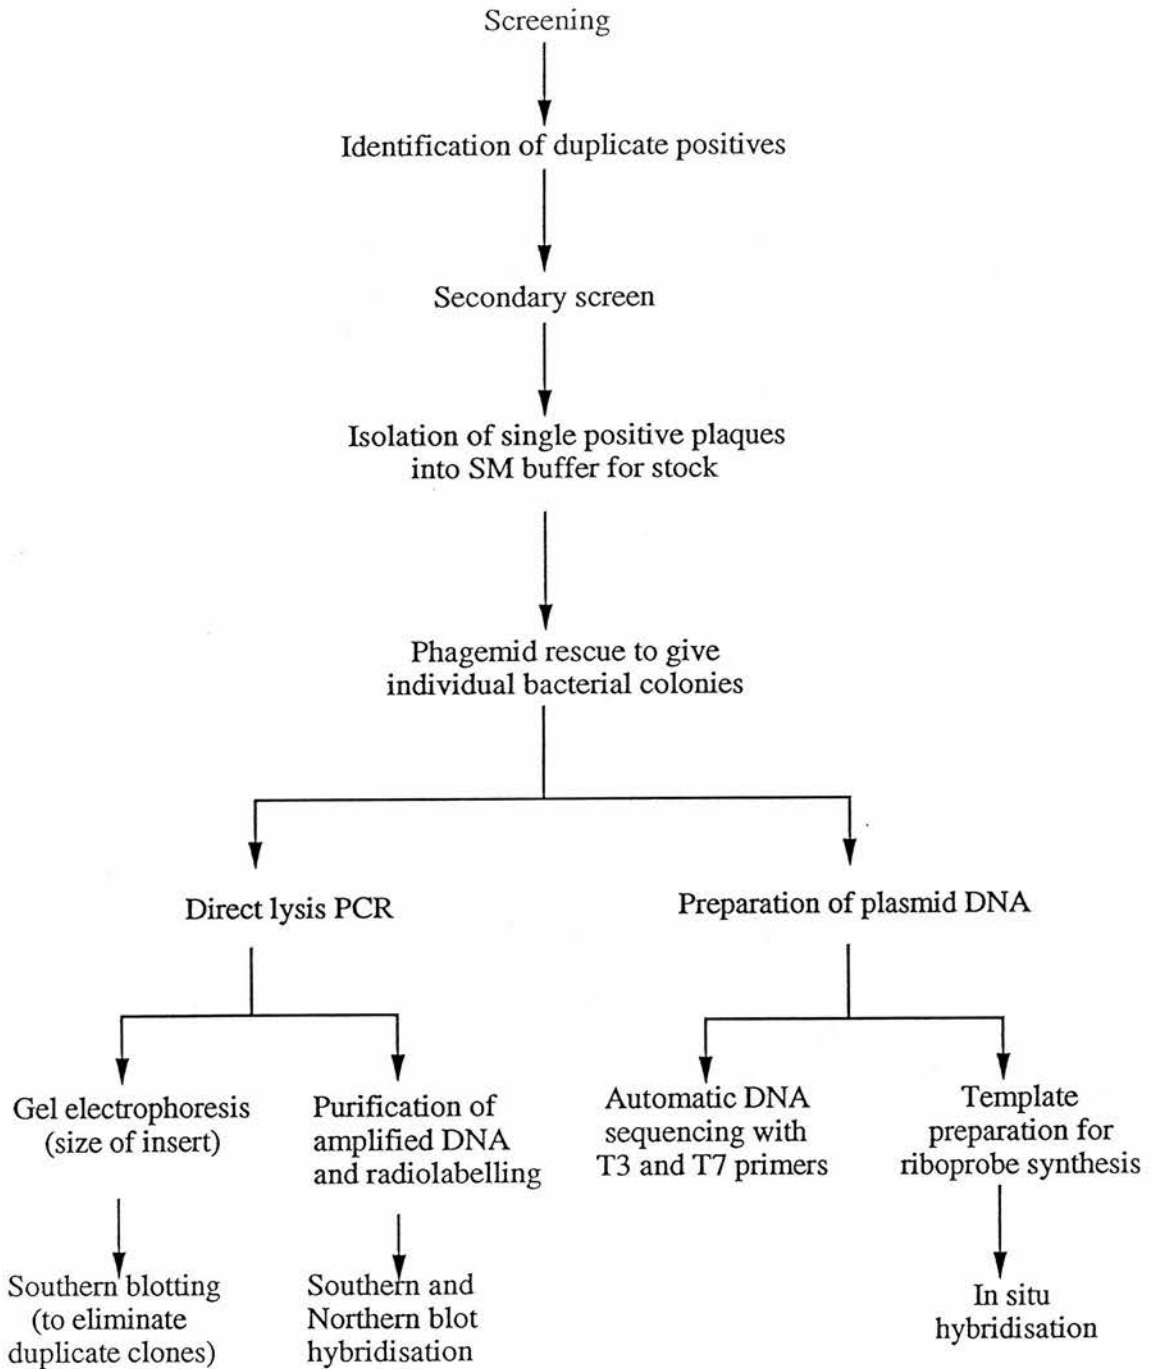 Screening
Identification of duplicate positives
Secondary screen
Isolation of single positive plaques
into SM buffer for stock
Phagemid rescue to give
individual bacterial colonies
Direct lysis PCR
Preparation of plasmid DNA
Gel electrophoresis
(size of insert)
Purification of
amplified DNA
and radiolabelling
Automatic DNA
sequencing with
T3 and T7 primers
Template
preparation for
riboprobe synthesis
Southern blotting
(to eliminate
duplicate clones)
Southern and
Northern blot
hybridisation
In situ
hybridisation